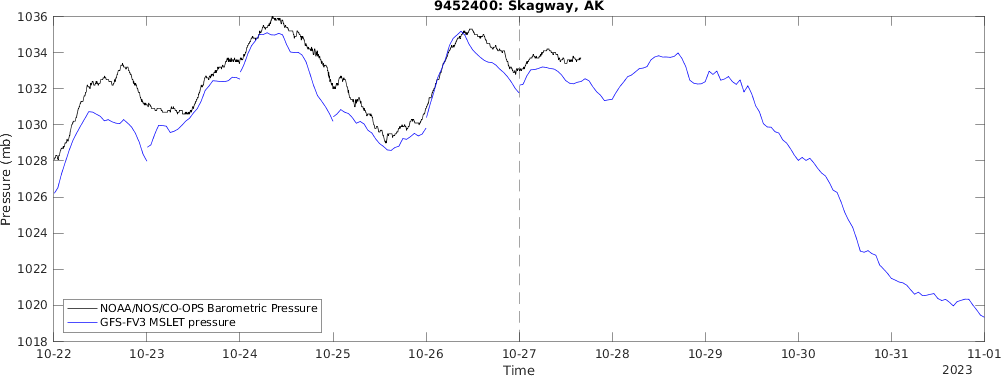 9452400: Skagway, AK
1036
1034
1032
1030
1028
1026
1024
1022
1020
1018
Pressure (mb)
NOAA/NOS/CO-OPS Barometric Pressure
GFS-FV3 MSLET pressure
10-22 10-23 10-24 10-25 10-26 10-27 10-28 10-29 10-30 10-31 11-01
Time
2023